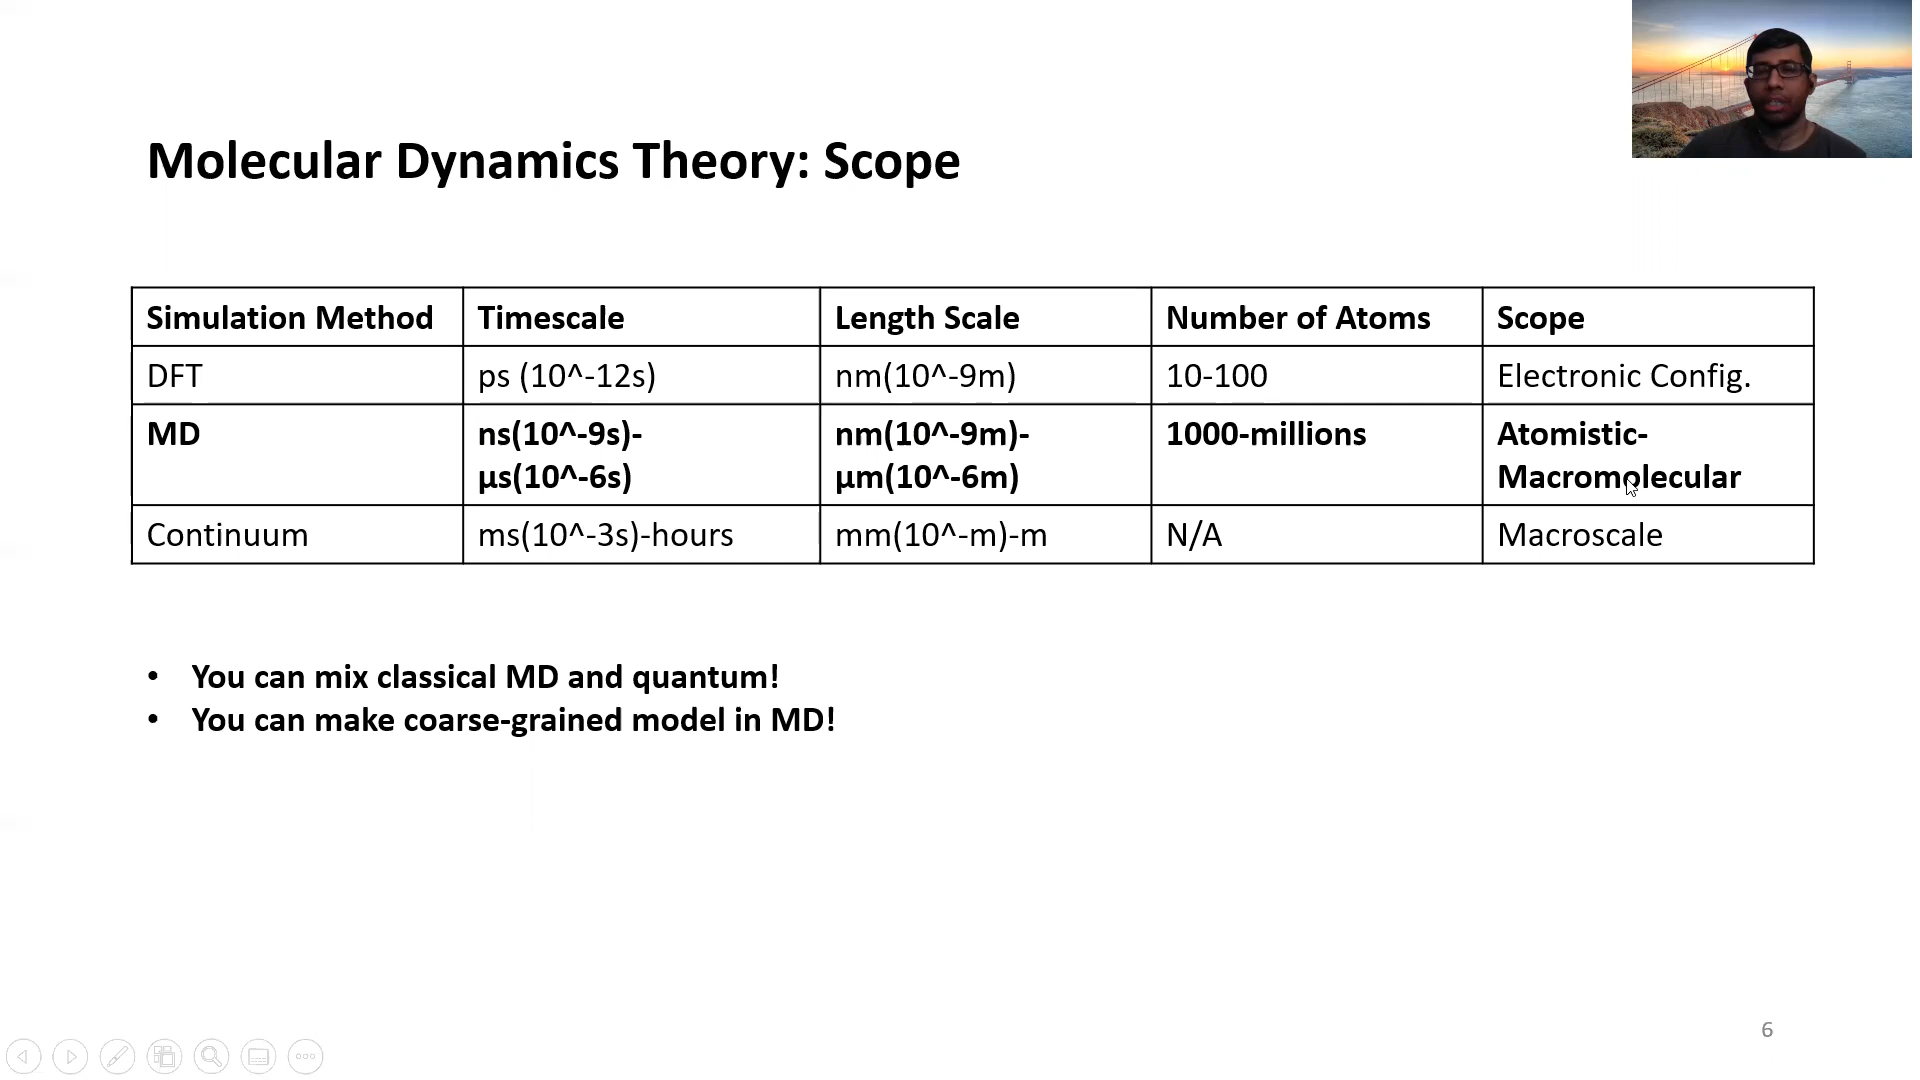 Molecular Dynamics Theory: Scope
Simulation Method Timescale Length Scale Number of Atoms Scope
DFT ps (10^-12s) nm(10^-9m) 10-100 Electronic Config.
MD ns(10^-9s)- nm(10^-9m)- 1000-millions Atomistic-
µs(10^-6s) µm(10^-6m) Macromolecular
Continuum ms(10^-3s)-hours mm(10^-m)-m N/A Macroscale
• You can mix classical MD and quantum!
• You can make coarse-grained model in MD!
6